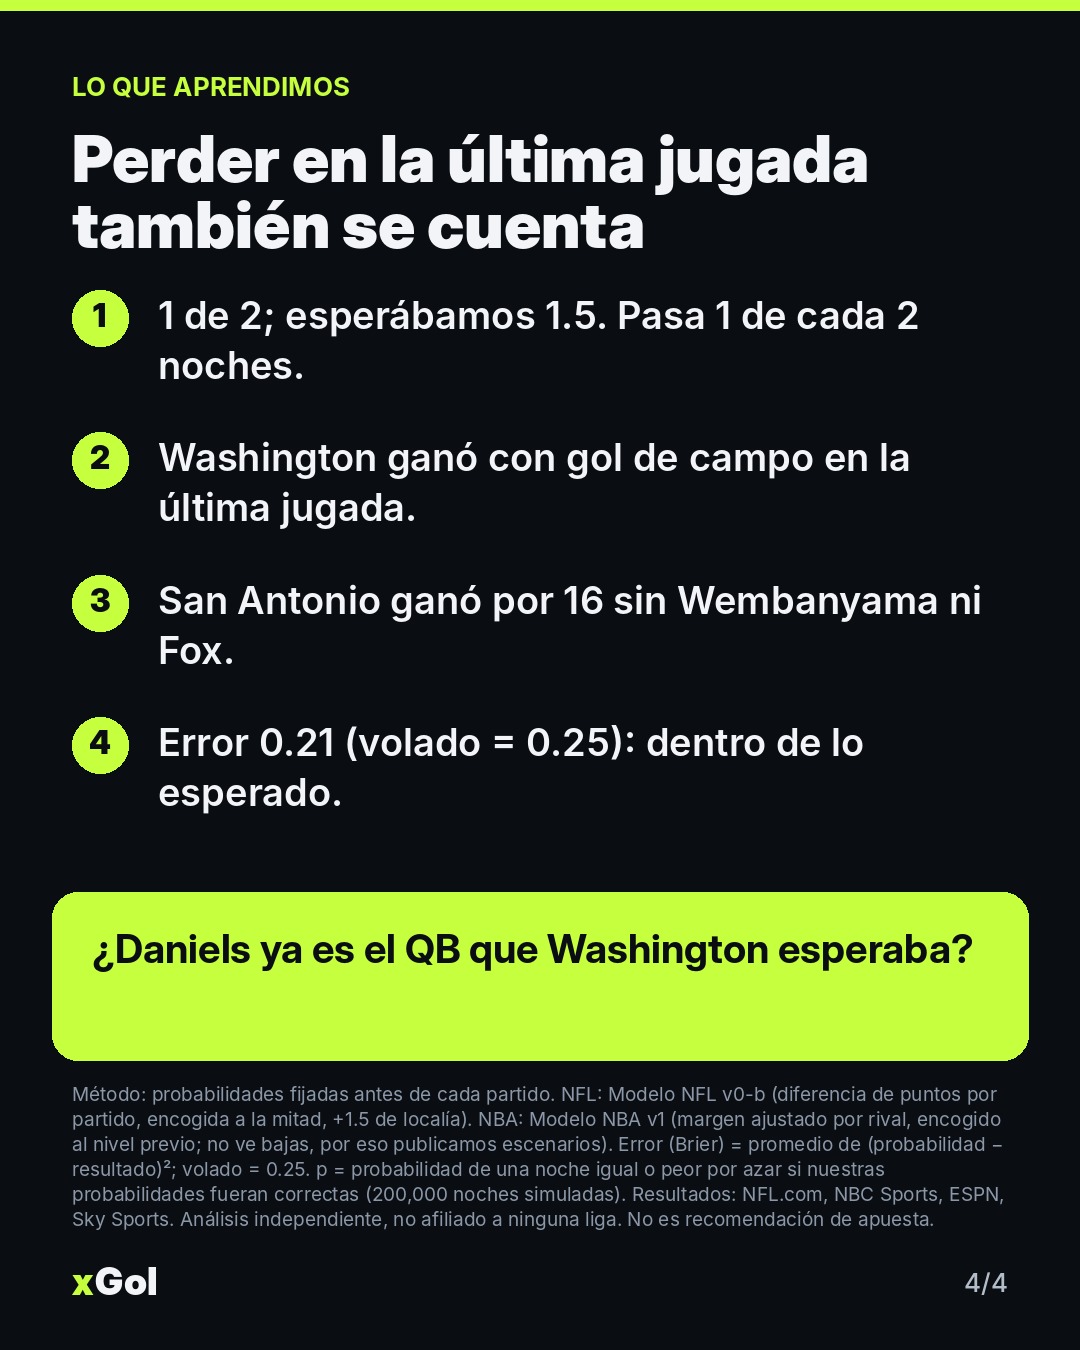 LO QUE APRENDIMOS
Perder en la última jugada
también se cuenta
1
1 de 2; esperábamos 1.5. Pasa 1 de cada 2
noches.
2
Washington ganó con gol de campo en la
última jugada.
3
San Antonio ganó por 16 sin Wembanyama ni
Fox.
4
Error 0.21 (volado = 0.25): dentro de lo
esperado.
¿Daniels ya es el QB que Washington esperaba?
Método: probabilidades fijadas antes de cada partido. NFL: Modelo NFL v0-b (diferencia de puntos por
partido, encogida a la mitad, +1.5 de localía). NBA: Modelo NBA v1 (margen ajustado por rival, encogido
al nivel previo; no ve bajas, por eso publicamos escenarios). Error (Brier) = promedio de (probabilidad −
resultado)²; volado = 0.25. p = probabilidad de una noche igual o peor por azar si nuestras
probabilidades fueran correctas (200,000 noches simuladas). Resultados: NFL.com, NBC Sports, ESPN,
Sky Sports. Análisis independiente, no afiliado a ninguna liga. No es recomendación de apuesta.
xGol
4/4